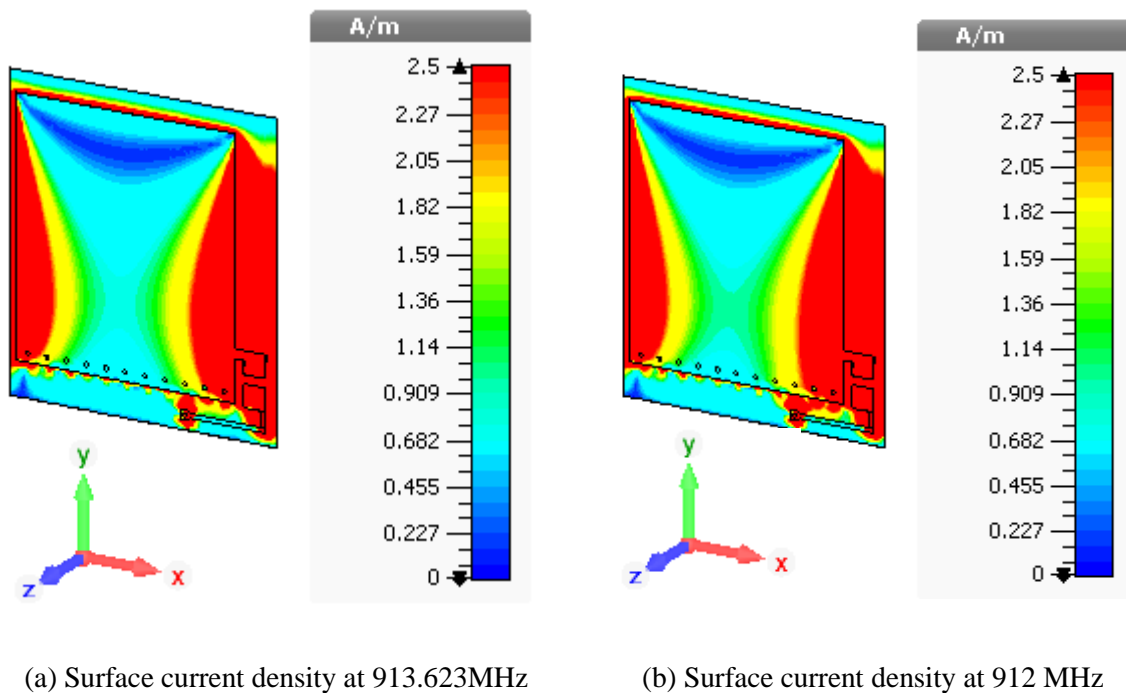 A/m
2.5
2.27
2.05
1.82
1.59
1.36
1.14
0.909
0.682
0.455
0.227
0
y
x
z
A/m
2.5
2.27
2.05
1.82
1.59
1.36
1.14
0.909
0.682
0.455
0.227
0
y
x
z
(a) Surface current density at 913.623MHz
(b) Surface current density at 912 MHz